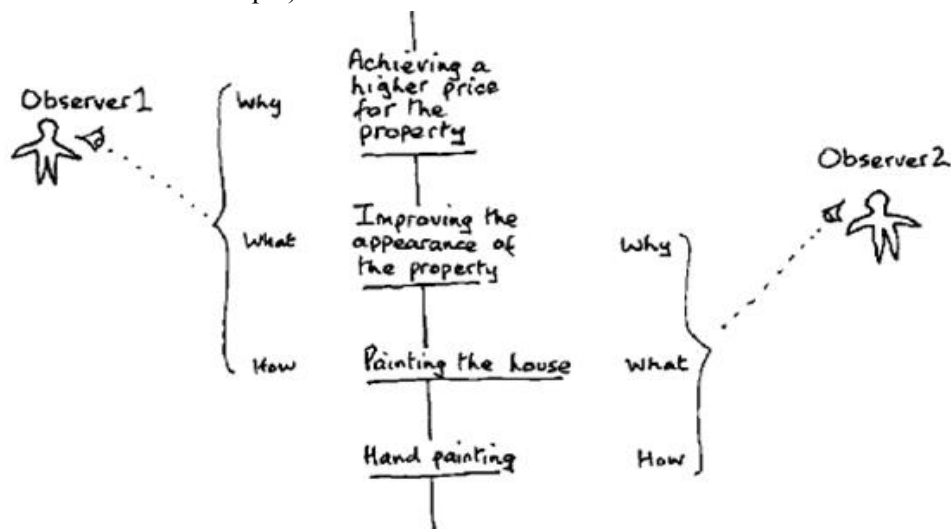 Observer 1
Why
What
How
Achieving a
higher price
for the
property
Improving the
appearance of
the property
Painting the house
Hand painting
Observer 2
Why
What
How